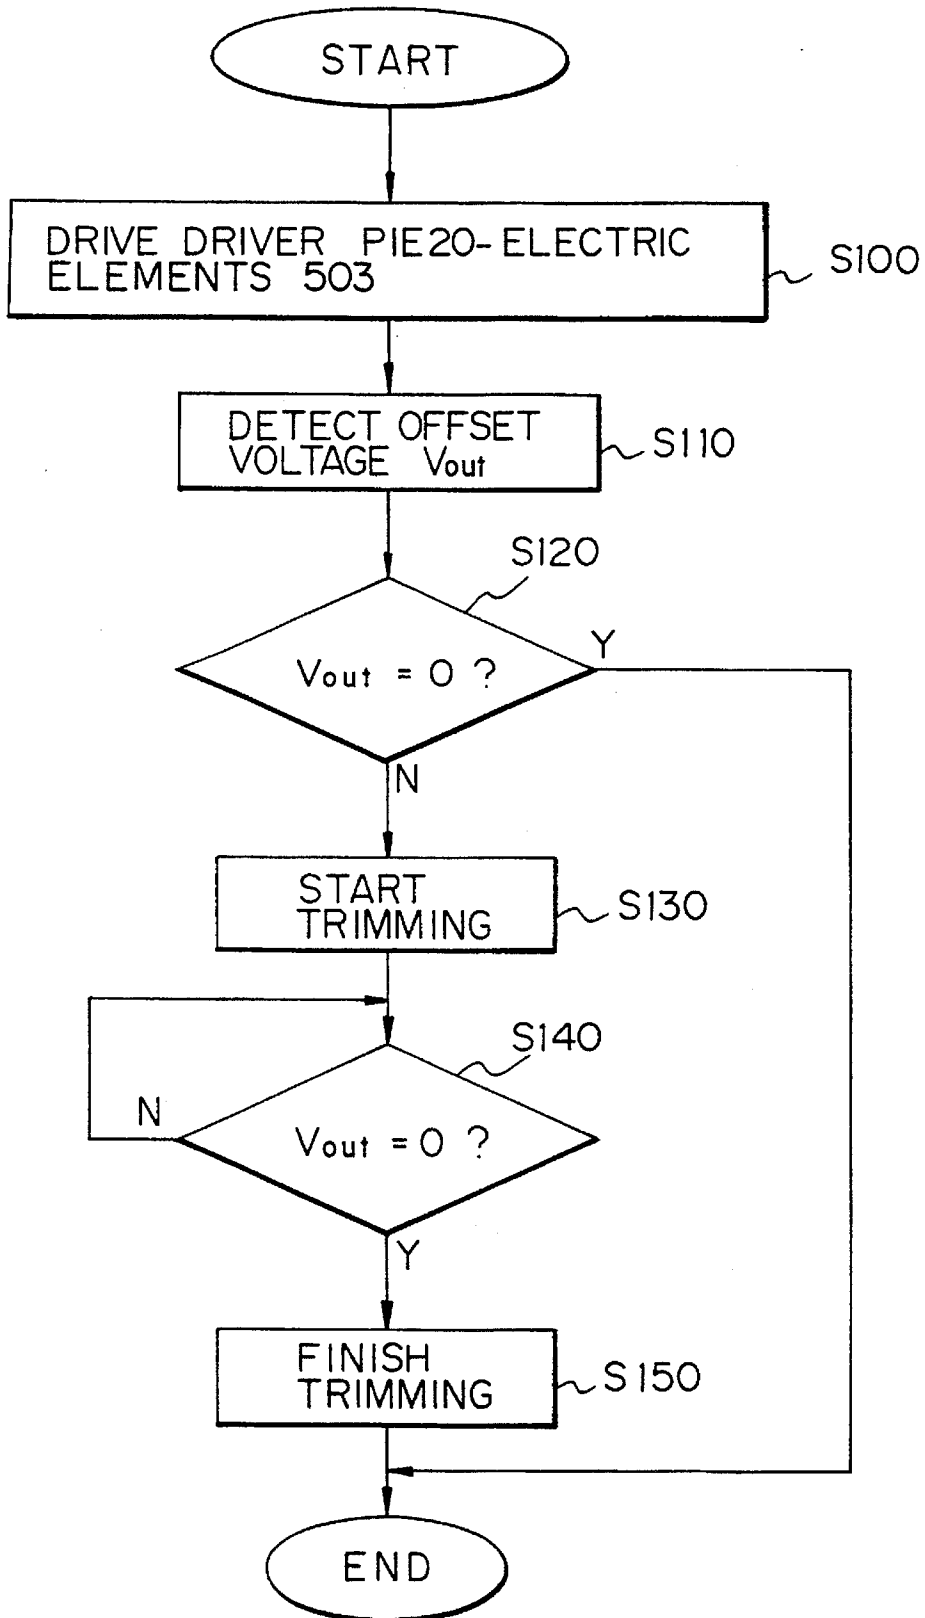 START
DRIVE DRIVER PIE20-ELECTRIC
ELEMENTS 503
S100
DETECT OFFSET
VOLTAGE Vout
S110
S120
Vout = 0 ?
Y
N
START
TRIMMING
S130
S140
N
Vout = 0 ?
Y
FINISH
TRIMMING
S150
END